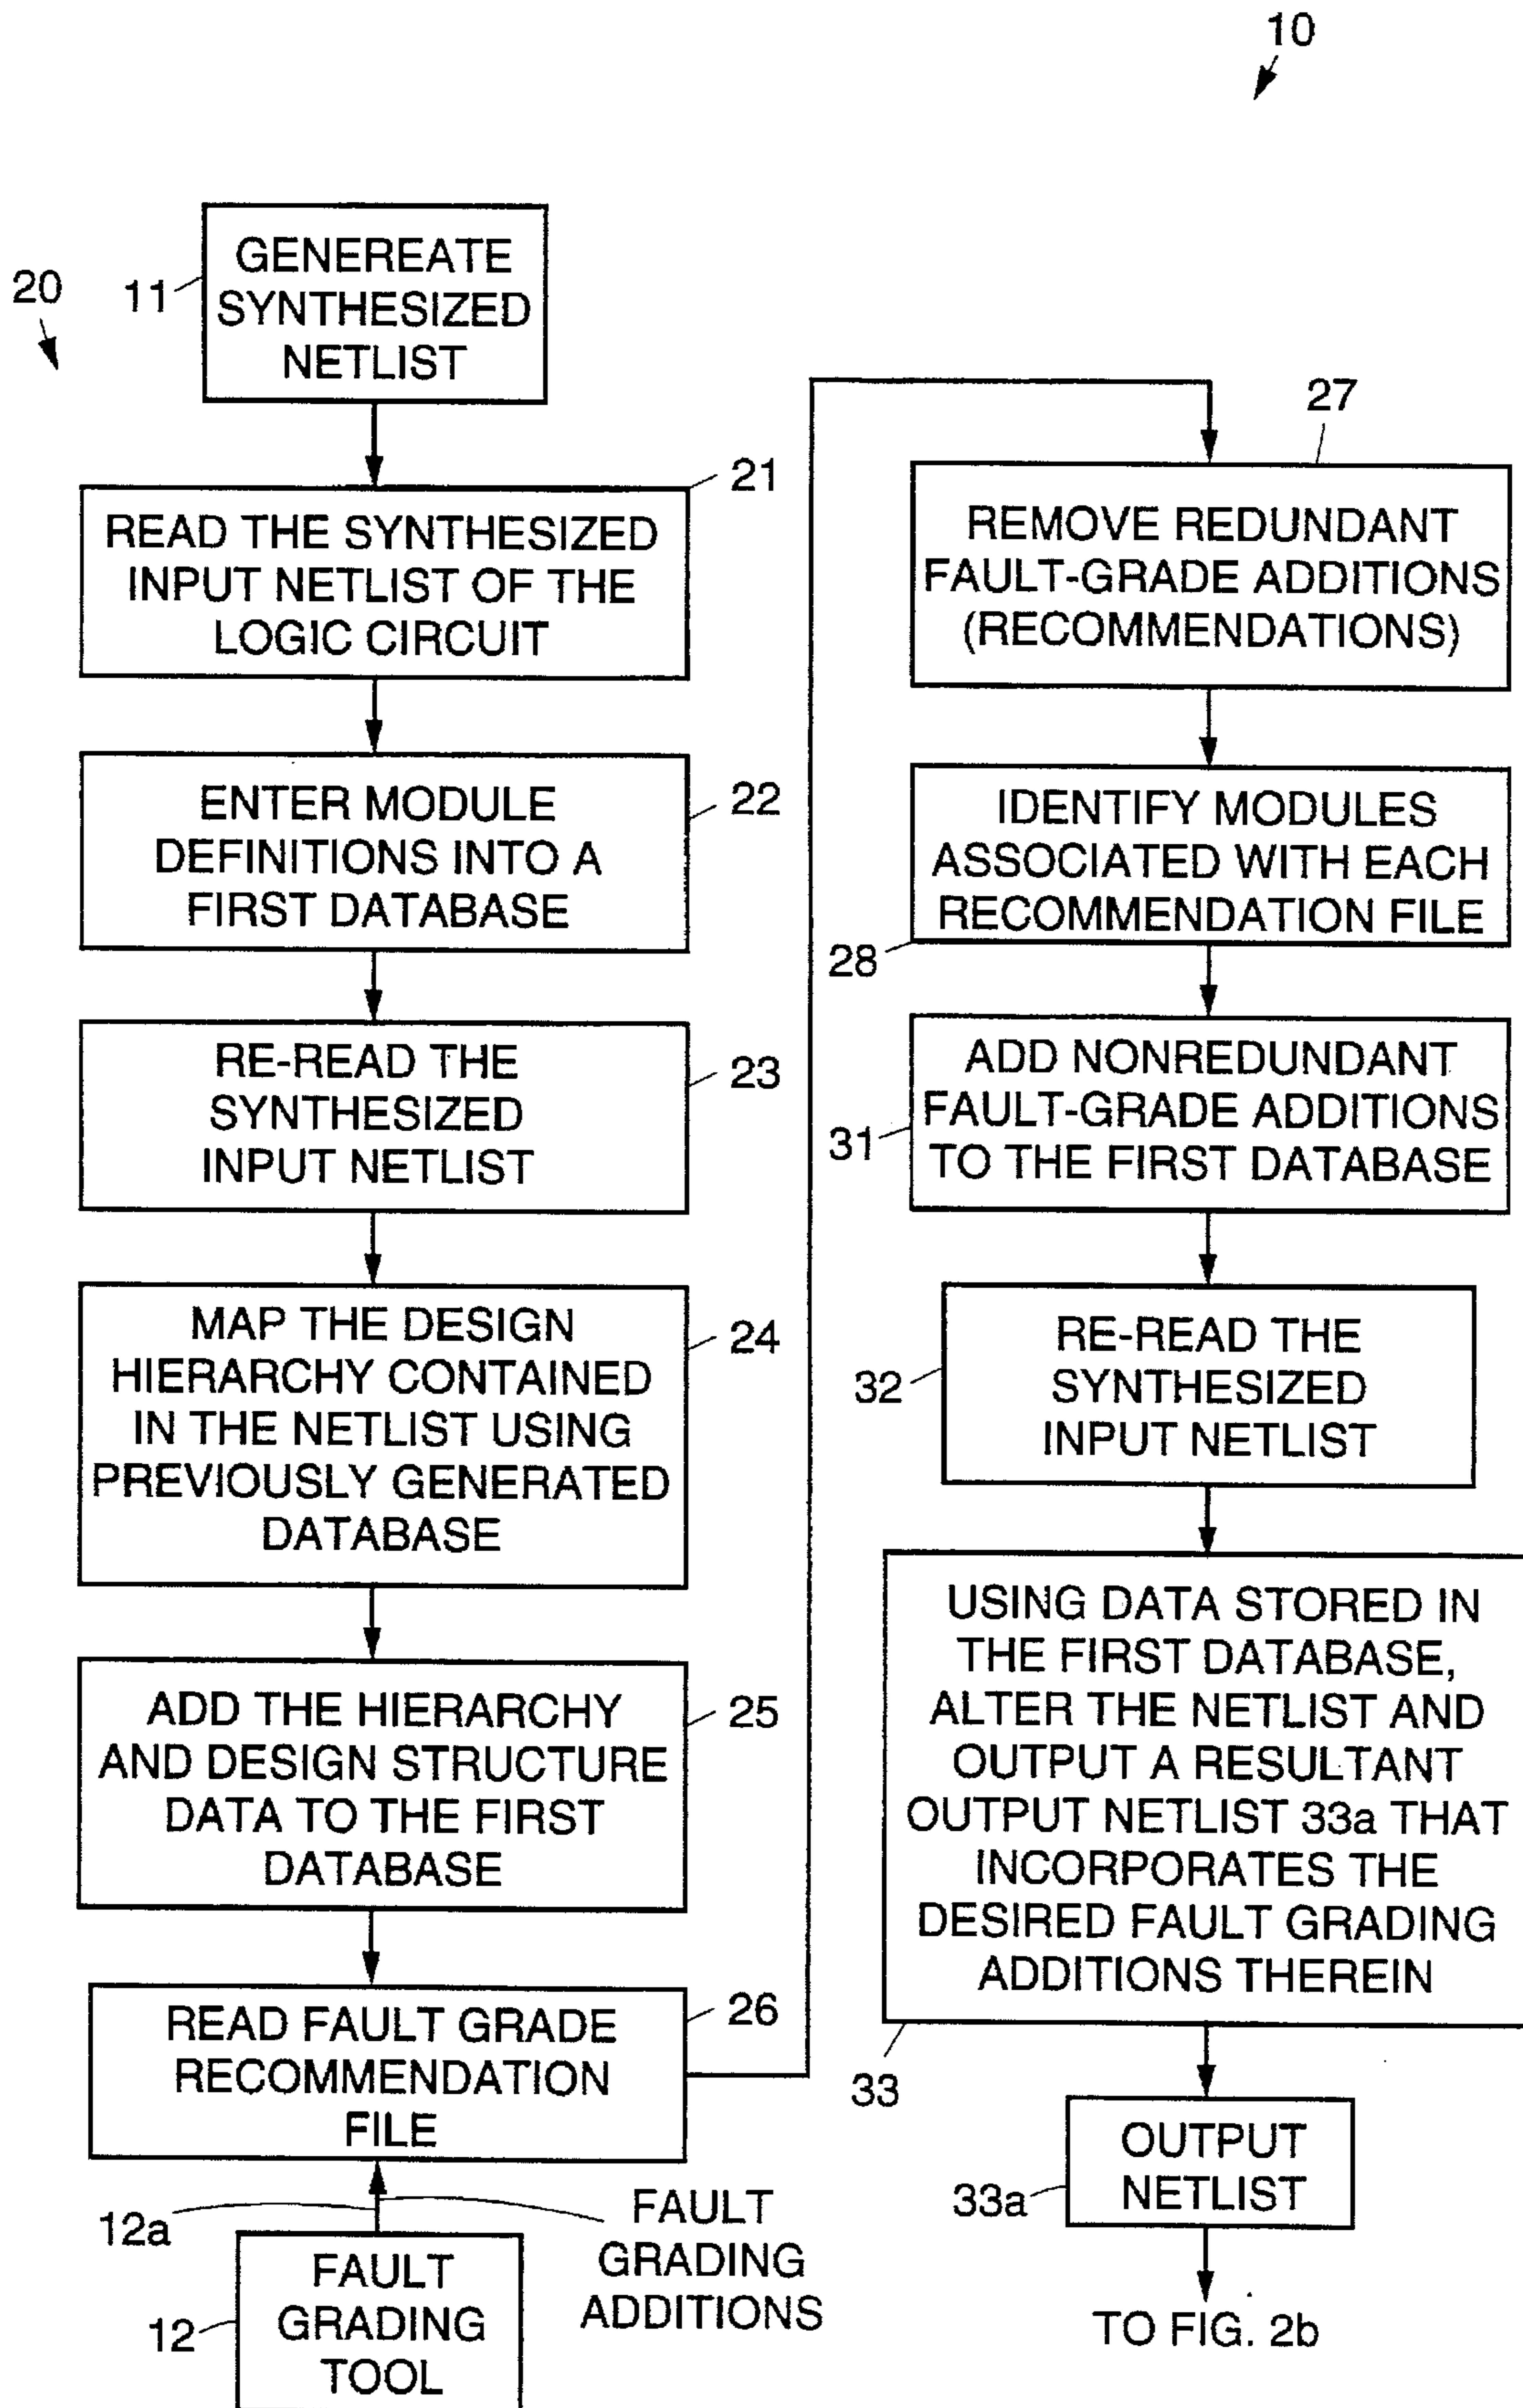 10
20
11
GENEREATE
SYNTHESIZED
NETLIST
21
READ THE SYNTHESIZED
INPUT NETLIST OF THE
LOGIC CIRCUIT
22
ENTER MODULE
DEFINITIONS INTO A
FIRST DATABASE
23
RE-READ THE
SYNTHESIZED
INPUT NETLIST
24
MAP THE DESIGN
HIERARCHY CONTAINED
IN THE NETLIST USING
PREVIOUSLY GENERATED
DATABASE
25
ADD THE HIERARCHY
AND DESIGN STRUCTURE
DATA TO THE FIRST
DATABASE
26
READ FAULT GRADE
RECOMMENDATION
FILE
12a
FAULT
GRADING
ADDITIONS
12
FAULT
GRADING
TOOL
27
REMOVE REDUNDANT
FAULT-GRADE ADDITIONS
(RECOMMENDATIONS)
IDENTIFY MODULES
ASSOCIATED WITH EACH
RECOMMENDATION FILE
28
ADD NONREDUNDANT
FAULT-GRADE ADDITIONS
TO THE FIRST DATABASE
31
RE-READ THE
SYNTHESIZED
INPUT NETLIST
32
USING DATA STORED IN
THE FIRST DATABASE,
ALTER THE NETLIST AND
OUTPUT A RESULTANT
OUTPUT NETLIST 33a THAT
INCORPORATES THE
DESIRED FAULT GRADING
ADDITIONS THEREIN
33
OUTPUT
NETLIST
33a
TO FIG. 2b